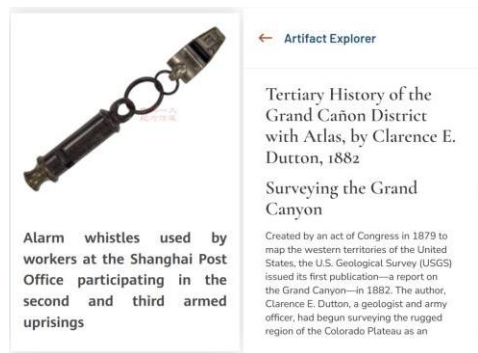 Alarm whistles used by
workers at the Shanghai Post
Office participating in the
second and third armed
uprisings
← Artifact Explorer
Tertiary History of the
Grand Cañon District
with Atlas, by Clarence E.
Dutton, 1882
Surveying the Grand
Canyon
Created by an act of Congress in 1879 to
map the western territories of the United
States, the U.S. Geological Survey (USGS)
issued its first publication—a report on
the Grand Canyon—in 1882. The author,
Clarence E. Dutton, a geologist and army
officer, had begun surveying the rugged
region of the Colorado Plateau as an